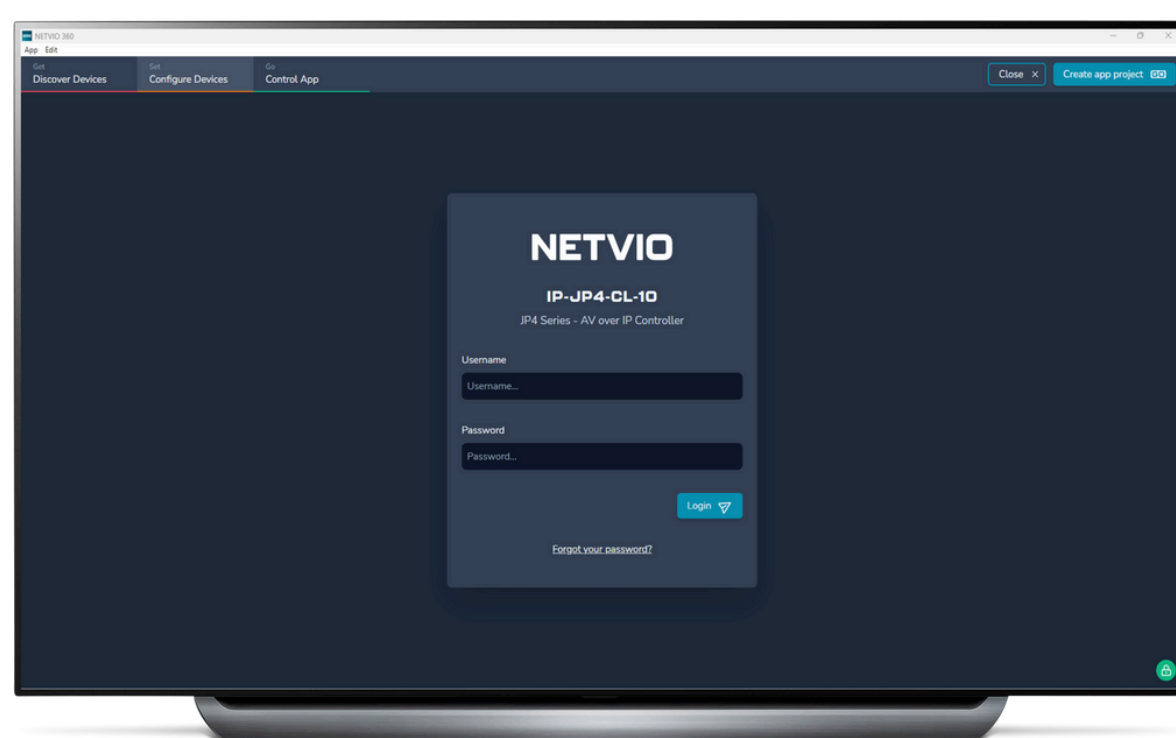 NETVIO 360
App Edit
Get
Discover Devices
Set
Configure Devices
Go
Control App
Close ×
Create app project GO
NETVIO
IP-JP4-CL-10
JP4 Series - AV over IP Controller
Username
Username...
Password
Password...
Login
Forgot your password?